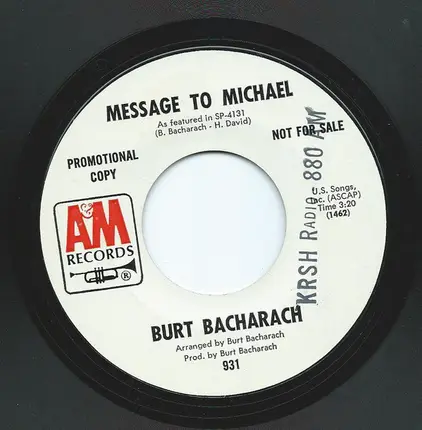 MESSAGE TO MICHAEL
As featured in SP-4131
(B. Bacharach - H. David)
NOT FOR SALE
PROMOTIONAL
COPY
U.S. Songs,
Inc. (ASCAP)
Time 3:20
(1462)
KRSH RADIO 880 AM
A&M
RECORDS
®
BURT BACHARACH
Arranged by Burt Bacharach
Prod. by Burt Bacharach
931